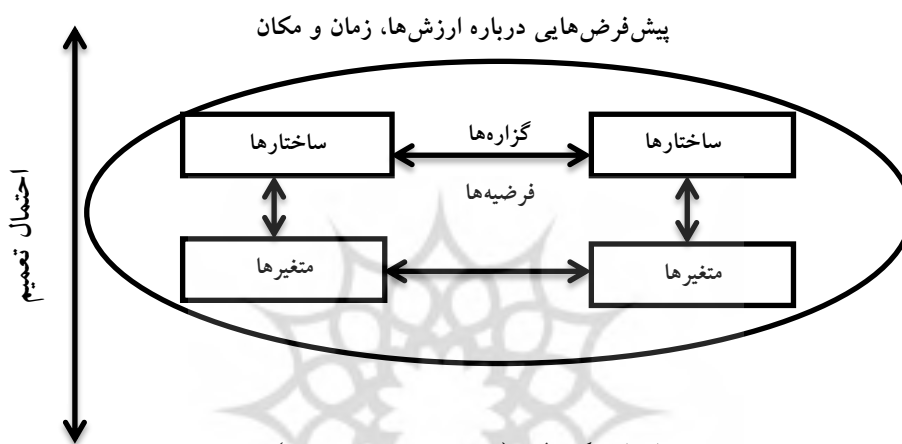 پیش‌فرض‌هایی درباره ارزش‌ها، زمان و مکان
ساختارها
گزاره‌ها
ساختارها
فرضیه‌ها
متغیرها
متغیرها
احتمال تعمیم